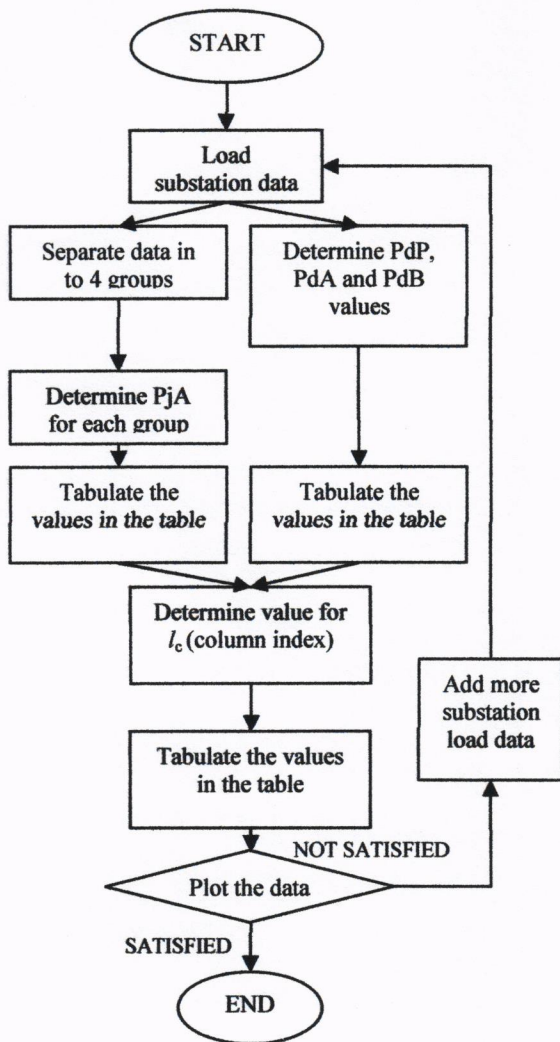 START
Load
substation data
Separate data in
to 4 groups
Determine PdP,
PdA and PdB
values
Determine PjA
for each group
Tabulate the
values in the table
Tabulate the
values in the table
Determine value for
lc (column index)
Add more
substation
load data
Tabulate the values
in the table
NOT SATISFIED
Plot the data
SATISFIED
END